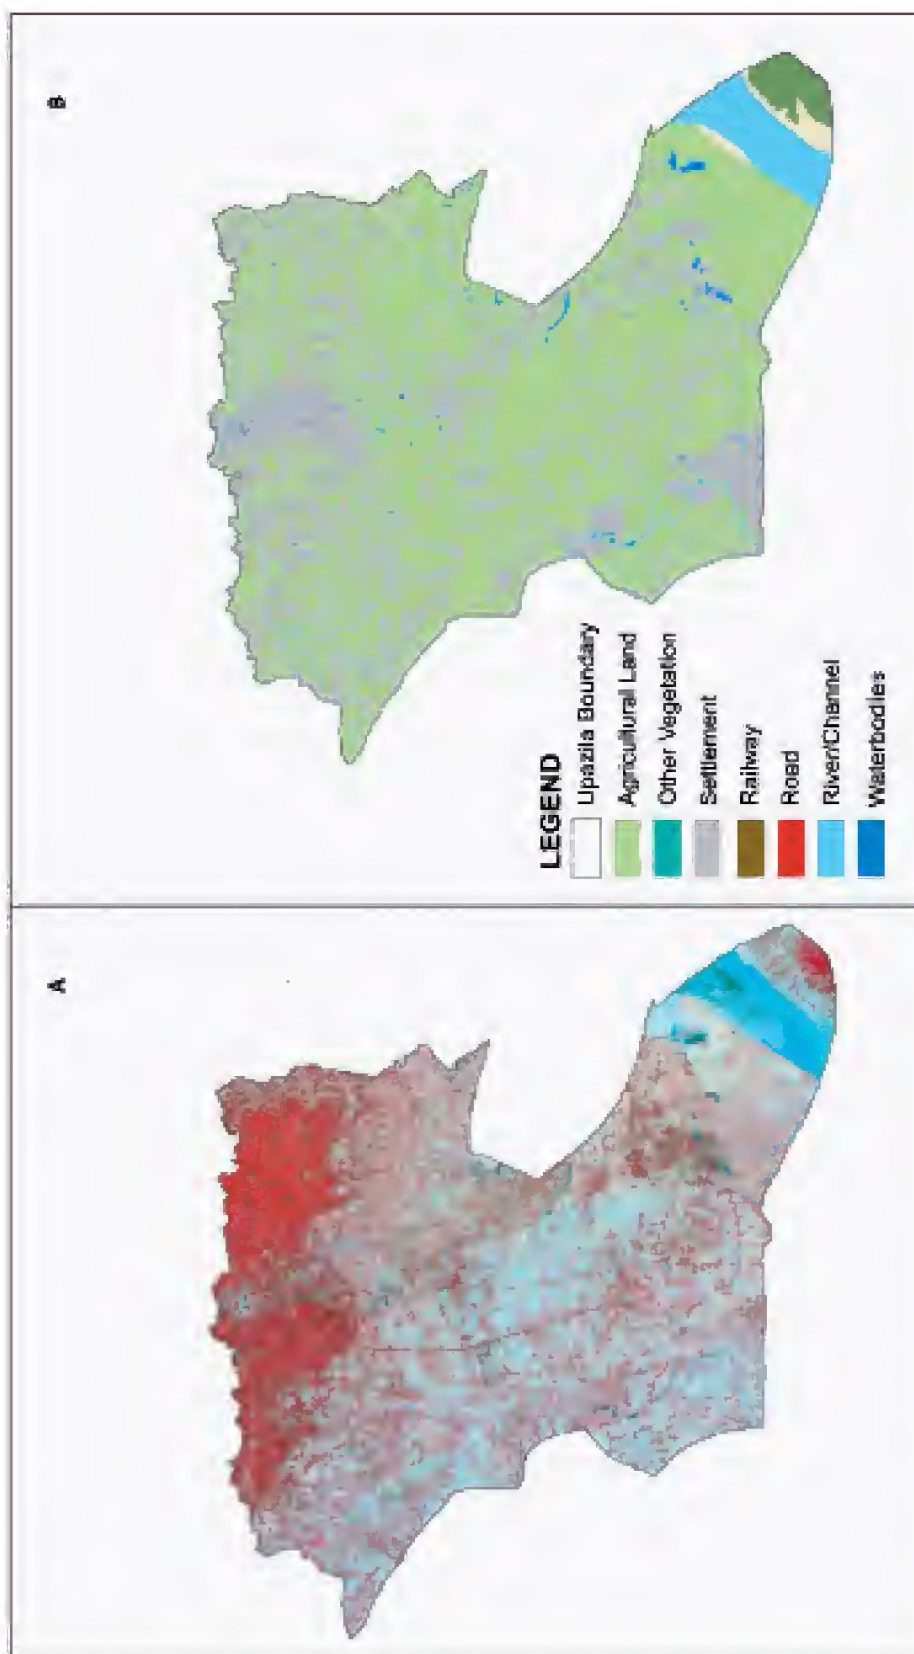 A
B
LEGEND
Upazila Boundary
Agricultural Land
Other Vegetation
Settlement
Railway
Road
River/Channel
Waterbodies